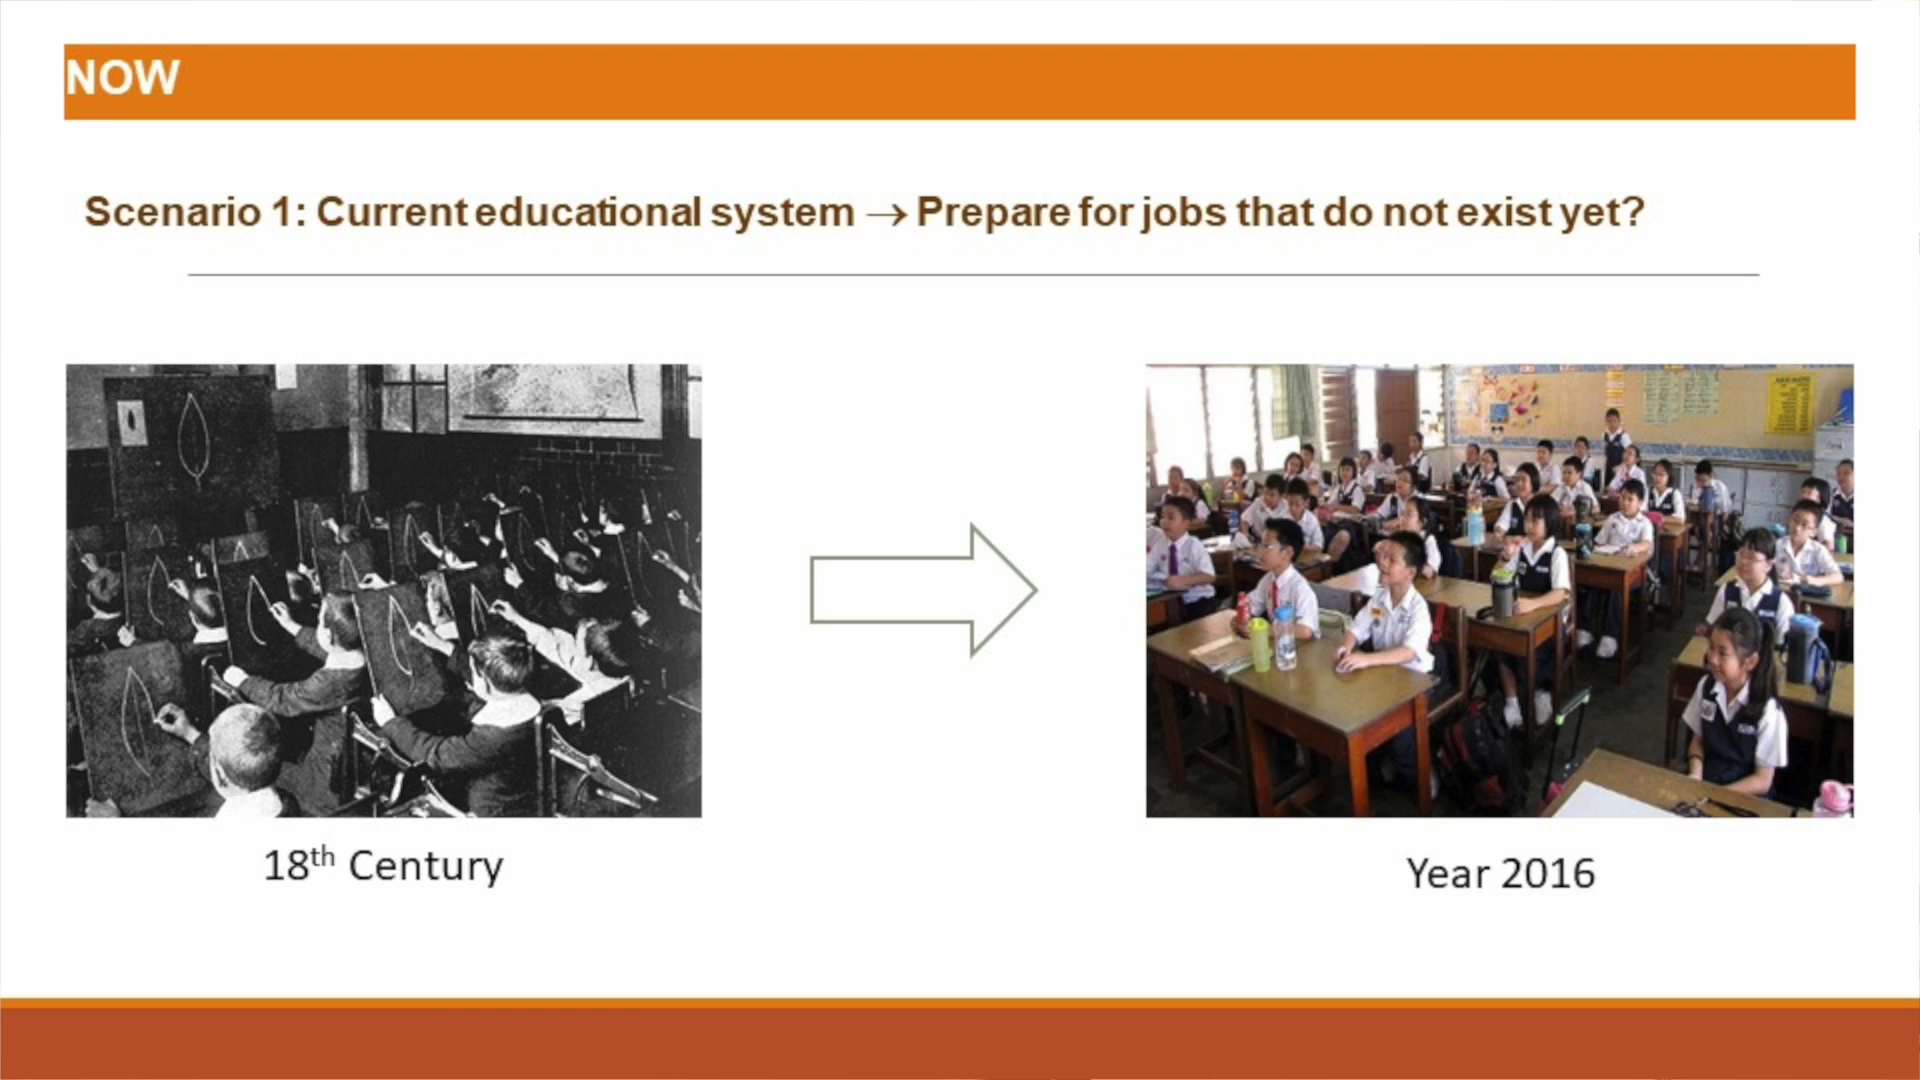 NOW
Scenario 1: Current educational system → Prepare for jobs that do not exist yet?
18th Century
Year 2016